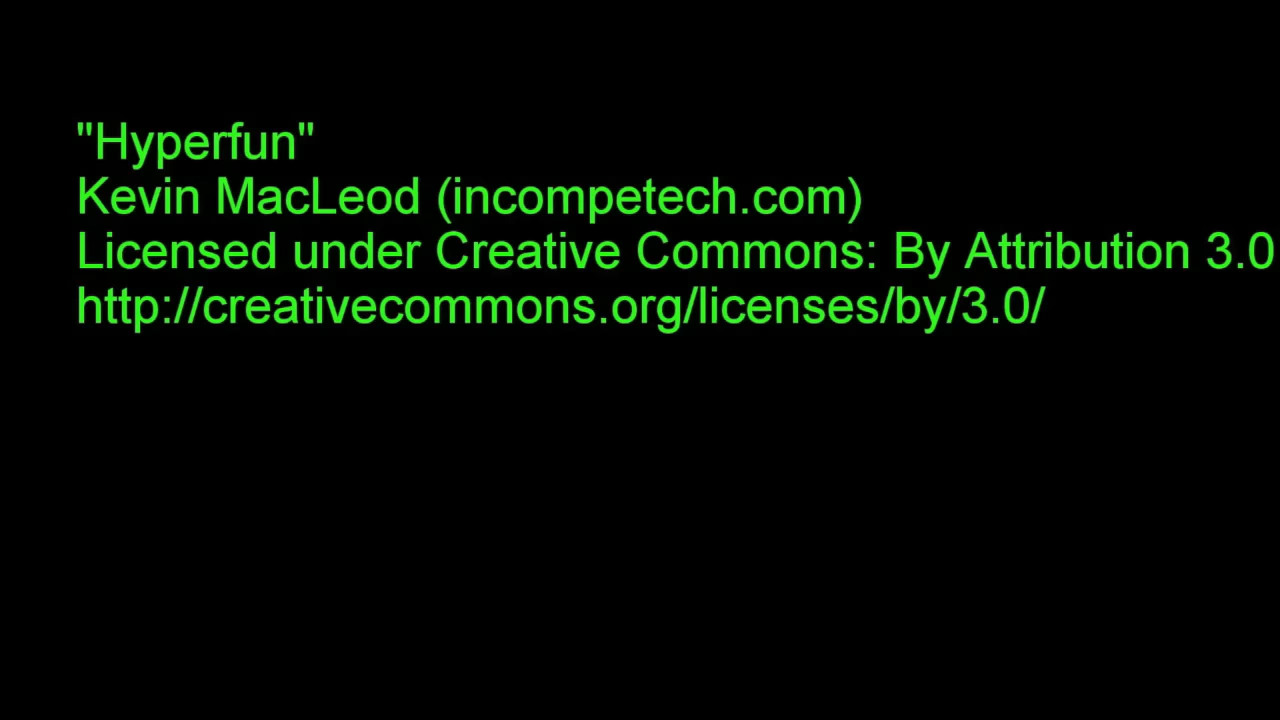 "Hyperfun"
Kevin MacLeod (incompetech.com)
Licensed under Creative Commons: By Attribution 3.0
http://creativecommons.org/licenses/by/3.0/